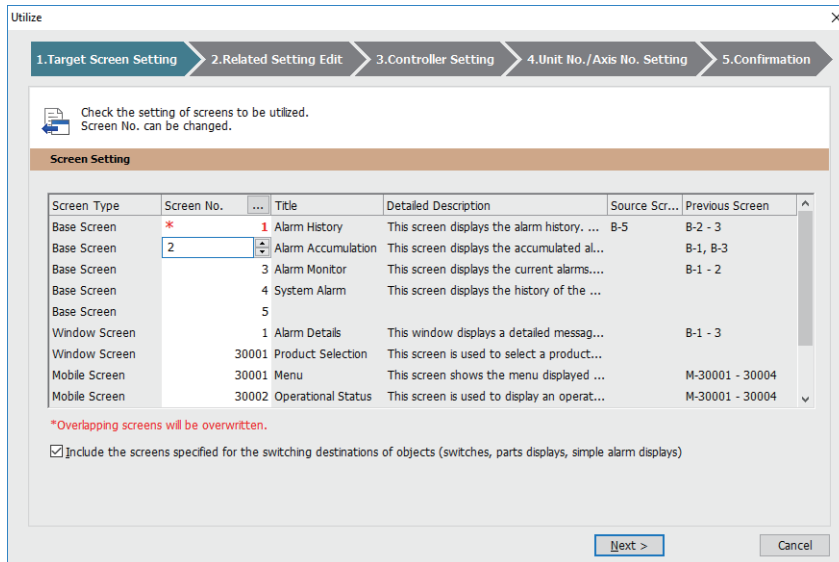 Utilize
1.Target Screen Setting 2.Related Setting Edit 3.Controller Setting 4.Unit No./Axis No. Setting 5.Confirmation
Check the setting of screens to be utilized.
Screen No. can be changed.
Screen Setting
Screen Type Screen No. ... Title Detailed Description Source Scr... Previous Screen
Base Screen * 1 Alarm History This screen displays the alarm history. ... B-5 B-2 - 3
Base Screen 2 Alarm Accumulation This screen displays the accumulated al... B-1, B-3
Base Screen 3 Alarm Monitor This screen displays the current alarms.... B-1 - 2
Base Screen 4 System Alarm This screen displays the history of the ...
Base Screen 5
Window Screen 1 Alarm Details This window displays a detailed messag... B-1 - 3
Window Screen 30001 Product Selection This screen is used to select a product...
Mobile Screen 30001 Menu This screen shows the menu displayed ... M-30001 - 30004
Mobile Screen 30002 Operational Status This screen is used to display an operat... M-30001 - 30004
*Overlapping screens will be overwritten.
Include the screens specified for the switching destinations of objects (switches, parts displays, simple alarm displays)
Next > Cancel